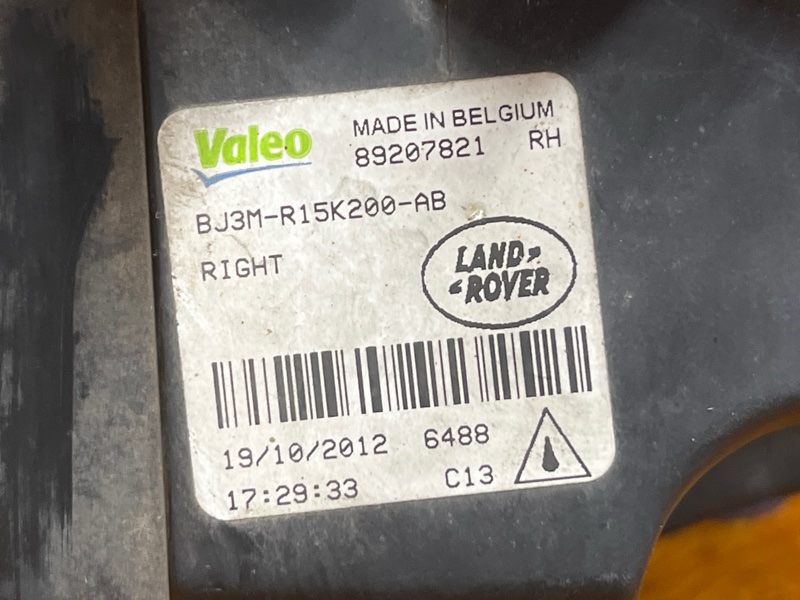 Valeo MADE IN BELGIUM
89207821 RH
BJ3M-R15K200-AB
RIGHT
LAND
ROVER
19/10/2012 6488
17:29:33 C13